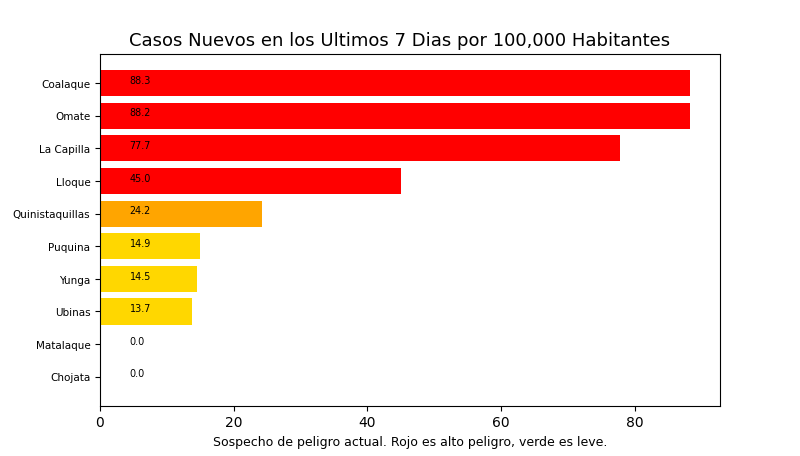 Casos Nuevos en los Ultimos 7 Dias por 100,000 Habitantes
Coalaque 88.3
Omate 88.2
La Capilla 77.7
Lloque 45.0
Quinistaquillas 24.2
Puquina 14.9
Yunga 14.5
Ubinas 13.7
Matalaque 0.0
Chojata 0.0
0 20 40 60 80
Sospecho de peligro actual. Rojo es alto peligro, verde es leve.